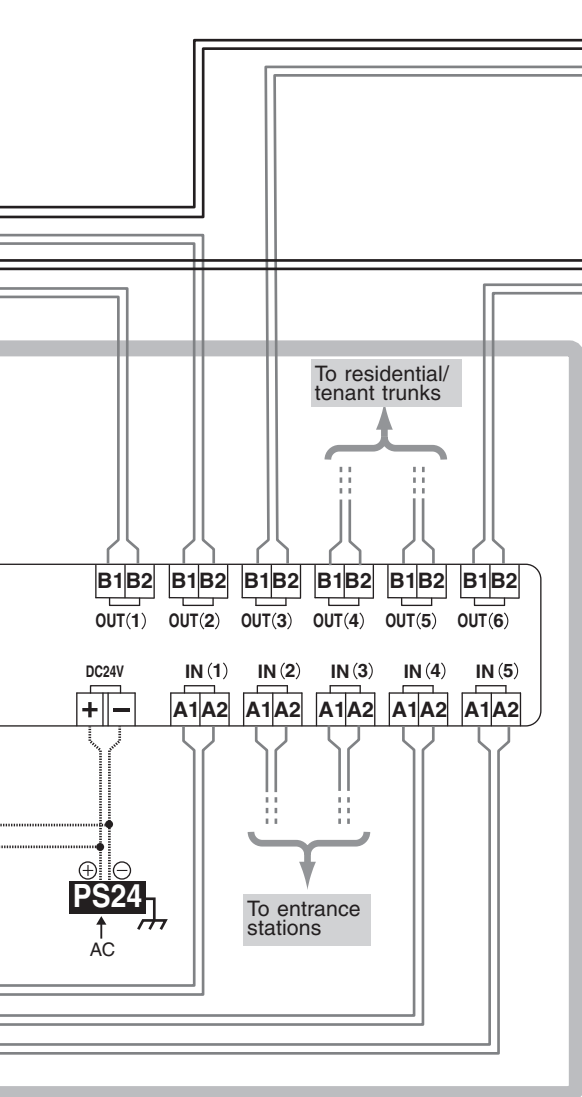 To residential/
tenant trunks
B1 B2 B1 B2 B1 B2 B1 B2 B1 B2 B1 B2
OUT(1) OUT(2) OUT(3) OUT(4) OUT(5) OUT(6)
DC24V IN(1) IN(2) IN(3) IN(4) IN(5)
+ − A1 A2 A1 A2 A1 A2 A1 A2 A1 A2
+ −
PS24
AC
To entrance
stations